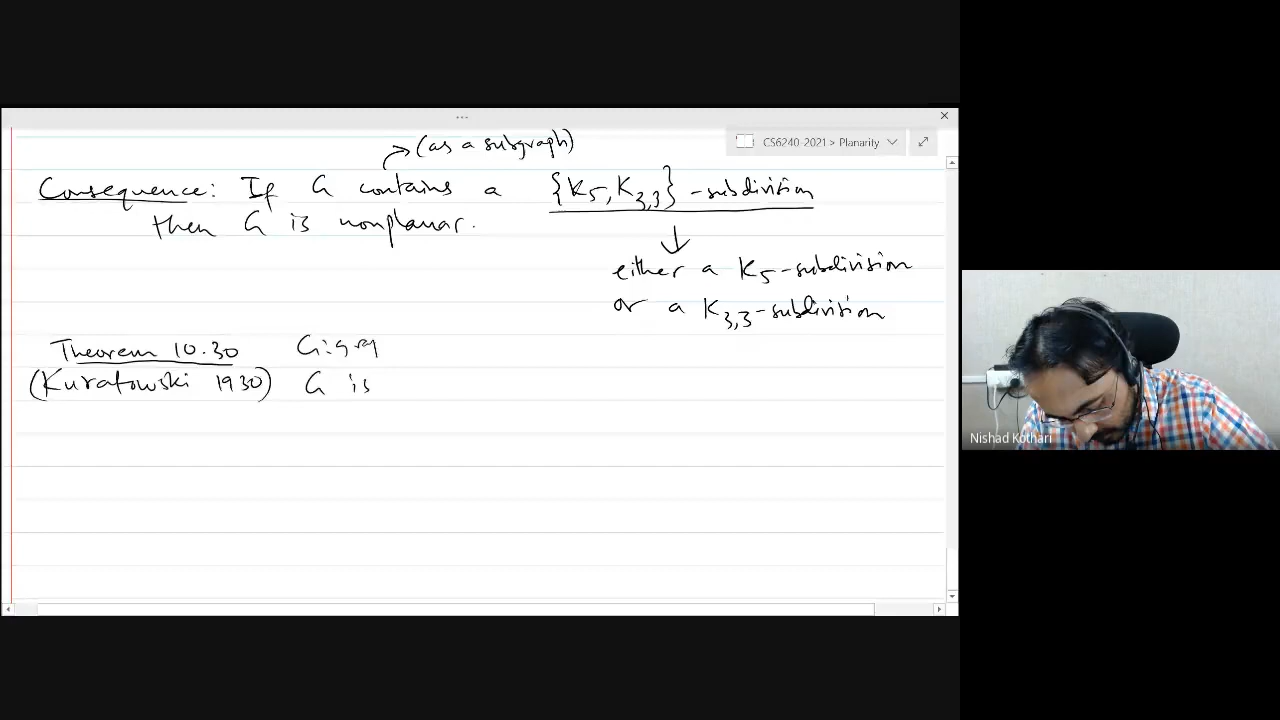 CS6240-2021 > Planarity
(as a subgraph)
Consequence: If G contains a {K5, K3,3} - subdivision
then G is nonplanar.
either a K5-subdivision
or a K3,3-subdivision
Theorem 10.30 G: grap
(Kuratowski 1930) G is
Nishad Kothari